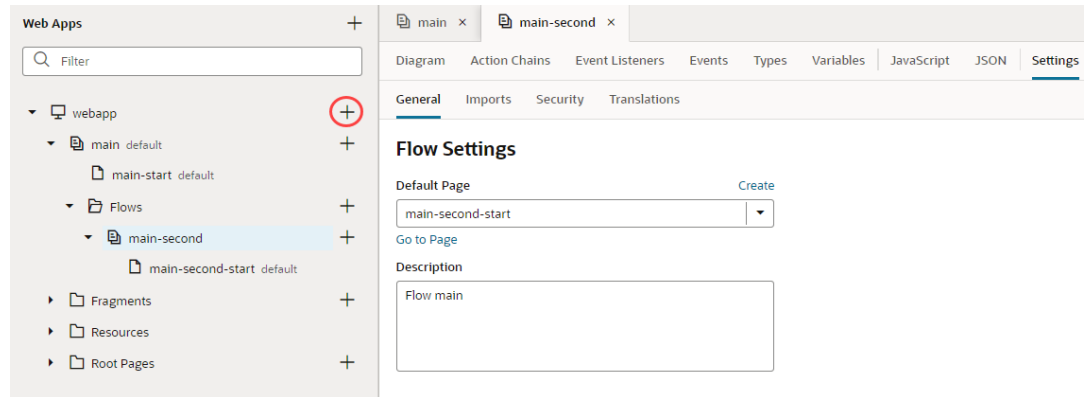 Web Apps
Filter
webapp
main default
main-start default
Flows
main-second
main-second-start default
Fragments
Resources
Root Pages
main × main-second ×
Diagram Action Chains Event Listeners Events Types Variables JavaScript JSON Settings
General Imports Security Translations
Flow Settings
Default Page Create
main-second-start
Go to Page
Description
Flow main